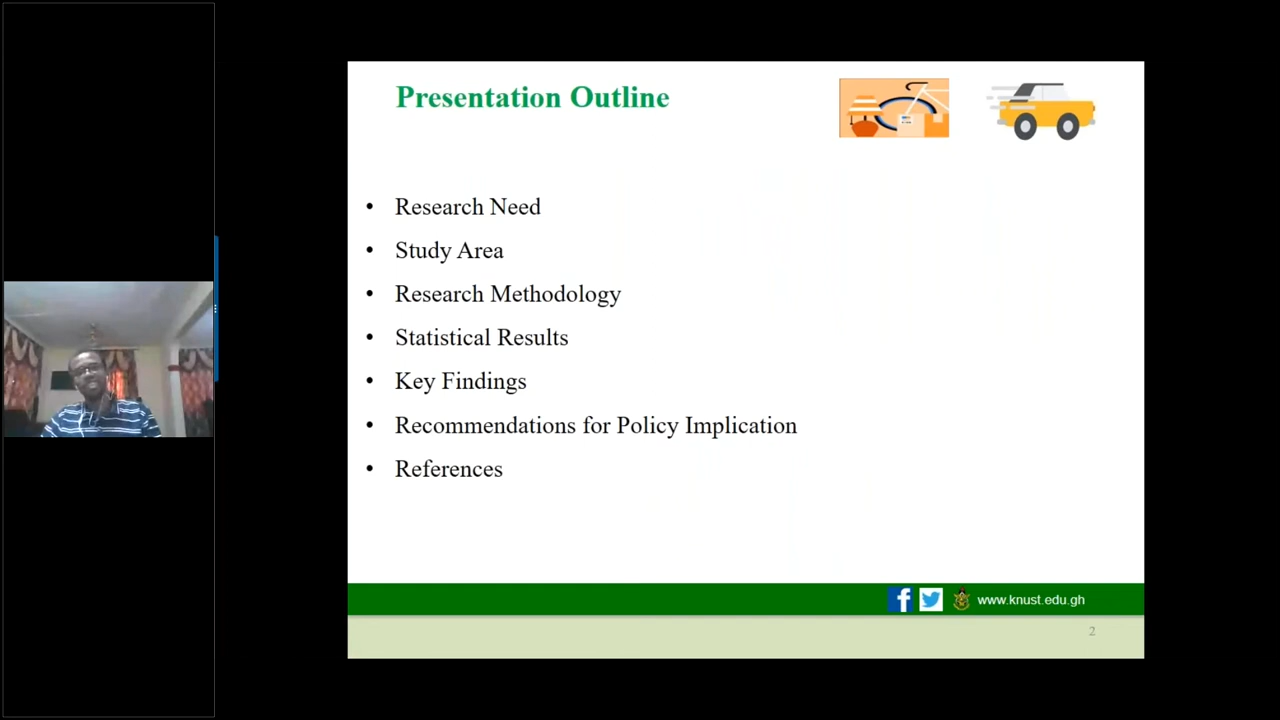 Presentation Outline
• Research Need
• Study Area
• Research Methodology
• Statistical Results
• Key Findings
• Recommendations for Policy Implication
• References
www.knust.edu.gh
2